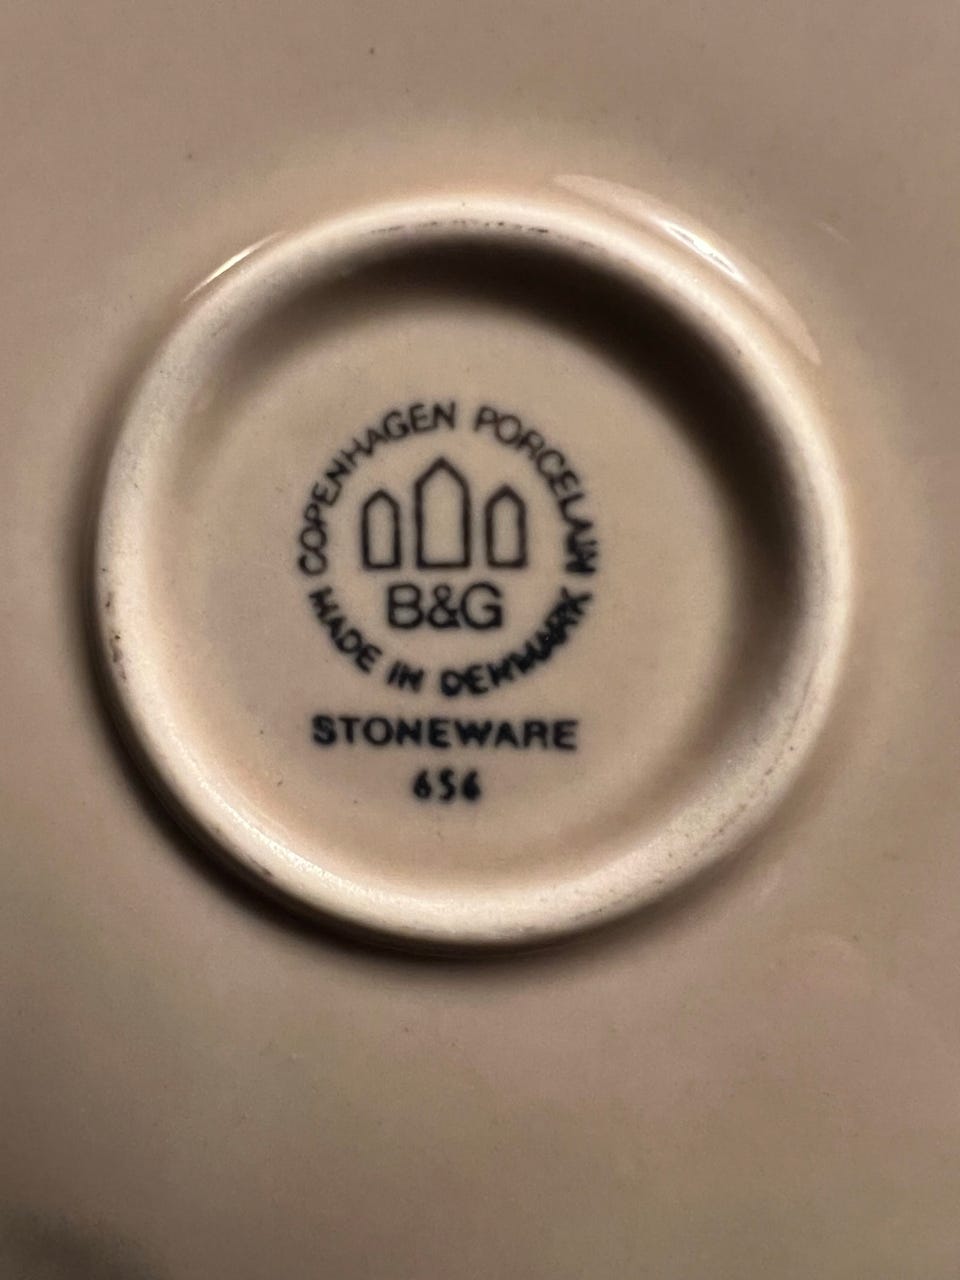 COPENHAGEN PORCELAIN
B&G
MADE IN DENMARK
STONEWARE
656